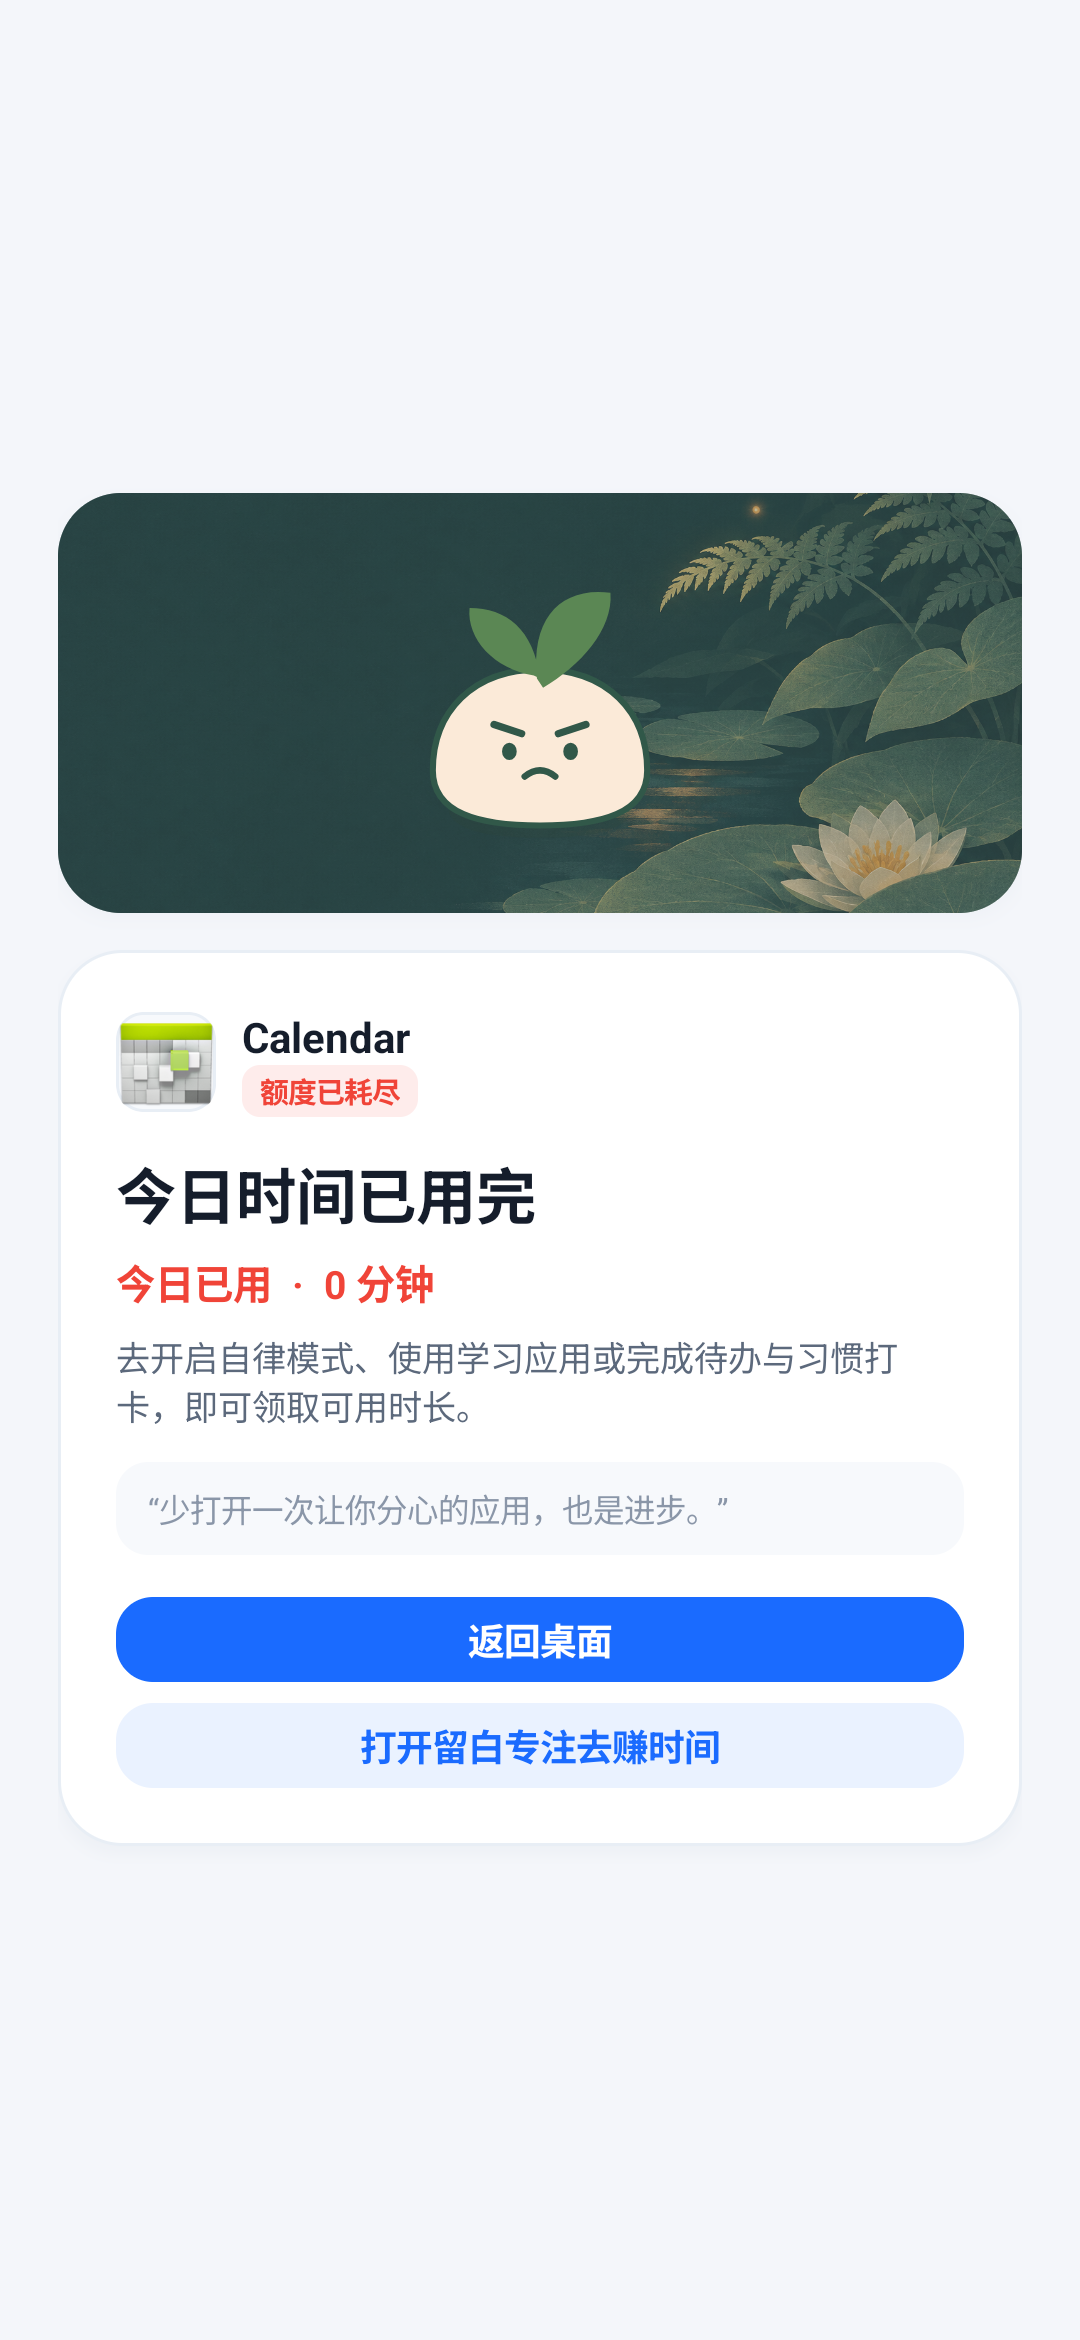 Calendar
额度已耗尽
今日时间已用完
今日已用 · 0 分钟
去开启自律模式、使用学习应用或完成待办与习惯打
卡，即可领取可用时长。
“少打开一次让你分心的应用，也是进步。”
返回桌面
打开留白专注去赚时间